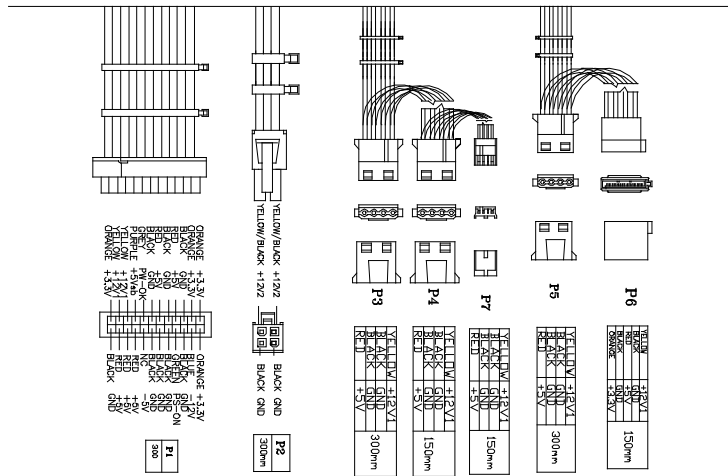 ORANGE +3.3V
ORANGE +3.3V
BLACK GND
RED +5V
BLACK GND
RED +5V
BLACK GND
GREY PW-OK
PURPLE +5Vsb
YELLOW +12V1
YELLOW +12V1
ORANGE +3.3V
ORANGE +3.3V
BLUE -12V
BLACK GND
GREEN PS-ON
BLACK GND
BLACK GND
BLACK GND
NC
RED +5V
RED +5V
RED +5V
BLACK GND
P1
300
YELLOW/BLACK +12V2
YELLOW/BLACK +12V2
BLACK GND
BLACK GND
P2
300mm
P3
YELLOW +12V1
BLACK GND
BLACK GND
RED +5V
300mm
P4
YELLOW +12V1
BLACK GND
BLACK GND
RED +5V
150mm
P7
YELLOW +12V1
BLACK GND
BLACK GND
RED +5V
150mm
P5
YELLOW +12V1
BLACK GND
BLACK GND
RED +5V
300mm
P6
YELLOW +12V1
BLACK GND
RED +5V
BLACK GND
ORANGE +3.3V
150mm